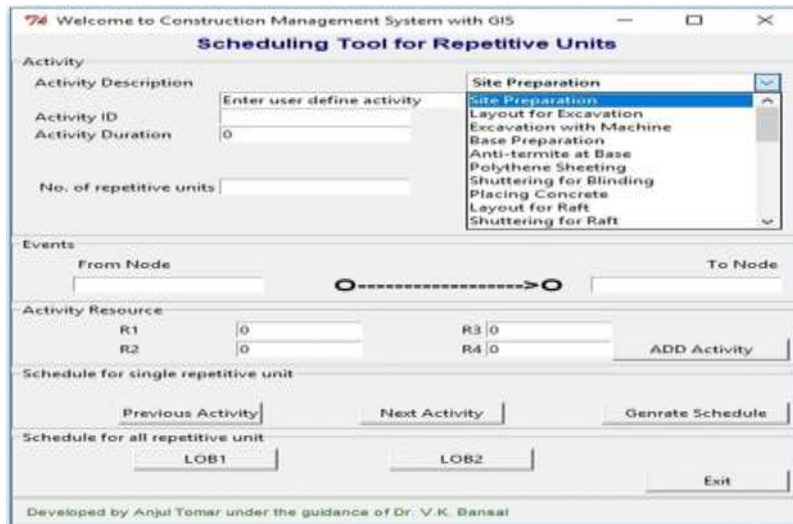 Welcome to Construction Management System with GIS
Scheduling Tool for Repetitive Units
Activity
Activity Description
Site Preparation
Enter user define activity
Site Preparation
Layout for Excavation
Excavation with Machine
Base Preparation
Anti-termite at Base
Polythene Sheeting
Shuttering for Blinding
Placing Concrete
Layout for Raft
Shuttering for Raft
Activity ID
Activity Duration 0
No. of repetitive units
Events
From Node To Node
O------------------>O
Activity Resource
R1 0 R3 0
R2 0 R4 0 ADD Activity
Schedule for single repetitive unit
Previous Activity Next Activity Genrate Schedule
Schedule for all repetitive unit
LOB1 LOB2
Exit
Developed by Anjul Tomar under the guidance of Dr. V.K. Bansal